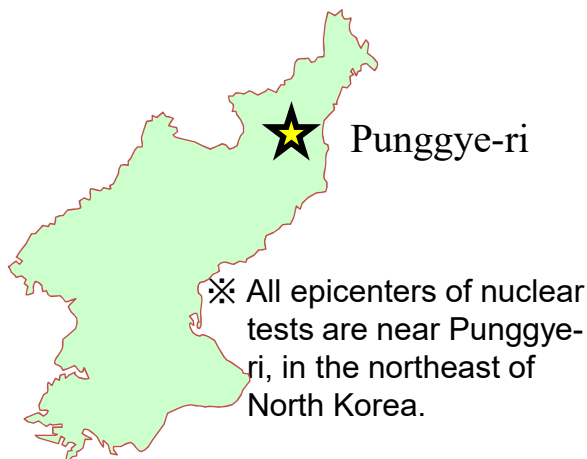 Punggye-ri
※ All epicenters of nuclear
tests are near Punggye-
ri, in the northeast of
North Korea.